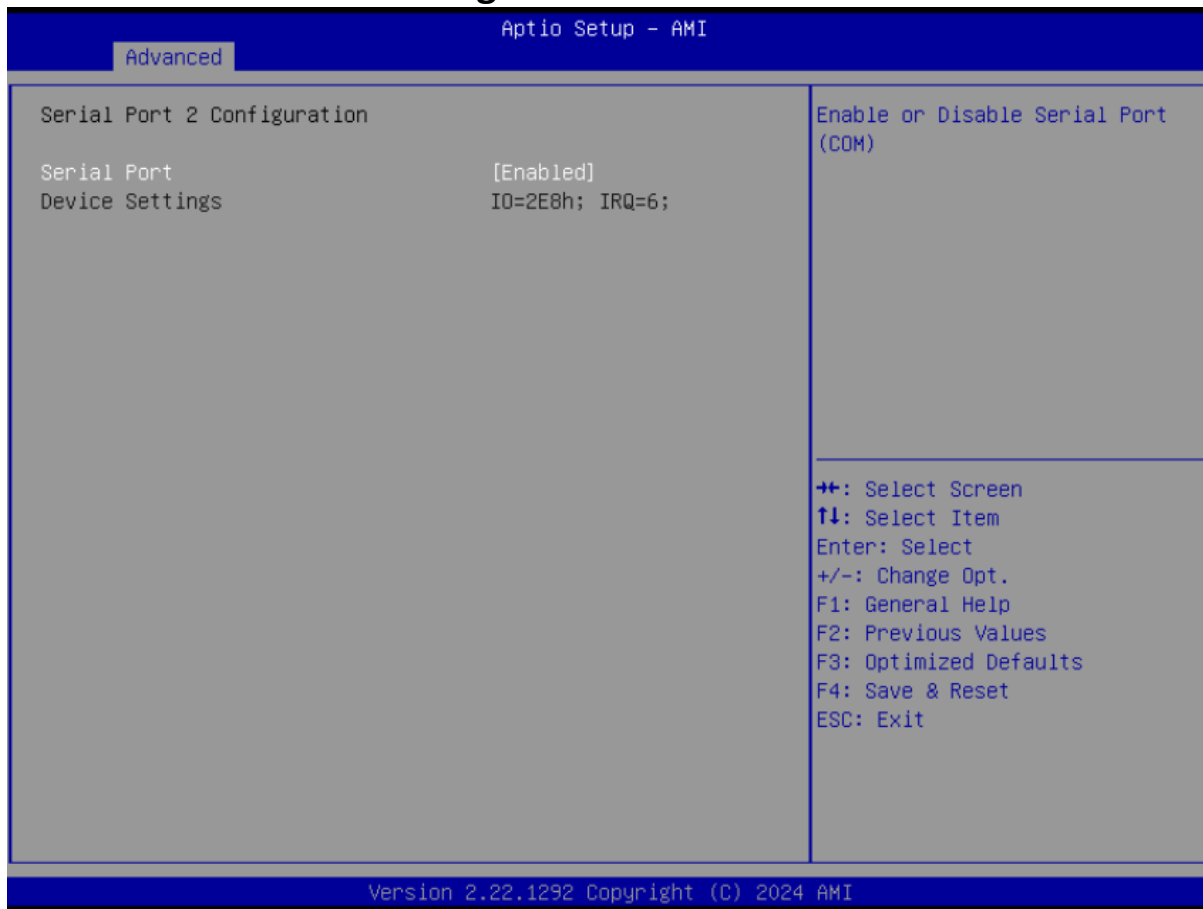 Aptio Setup - AMI
Advanced
Serial Port 2 Configuration
Serial Port [Enabled]
Device Settings IO=2E8h; IRQ=6;
Enable or Disable Serial Port
(COM)
→←: Select Screen
↑↓: Select Item
Enter: Select
+/-: Change Opt.
F1: General Help
F2: Previous Values
F3: Optimized Defaults
F4: Save & Reset
ESC: Exit
Version 2.22.1292 Copyright (C) 2024 AMI